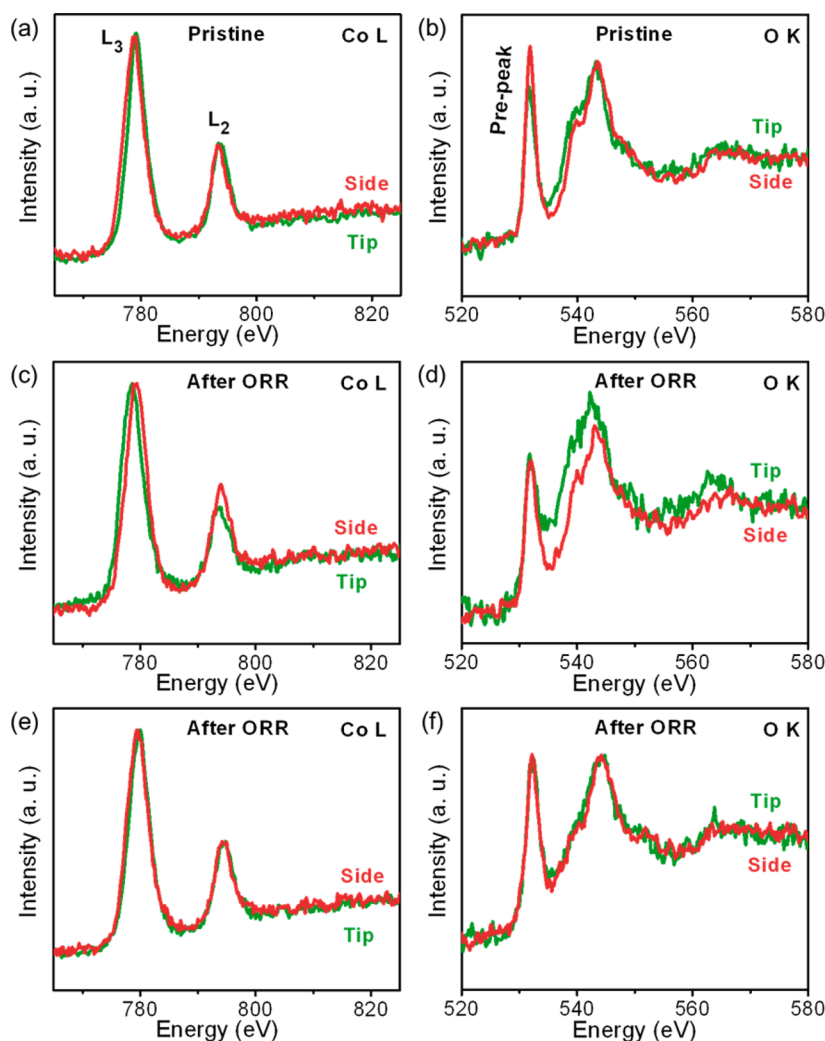 (a) L3 Pristine Co L
L2
Side
Tip
Intensity (a. u.)
780 800 820
Energy (eV)
(b) Pristine O K
Pre-peak
Tip
Side
Intensity (a. u.)
520 540 560 580
Energy (eV)
(c) After ORR Co L
Side
Tip
Intensity (a. u.)
780 800 820
Energy (eV)
(d) After ORR O K
Tip
Side
Intensity (a. u.)
520 540 560 580
Energy (eV)
(e) After ORR Co L
Side
Tip
Intensity (a. u.)
780 800 820
Energy (eV)
(f) After ORR O K
Tip
Side
Intensity (a. u.)
520 540 560 580
Energy (eV)